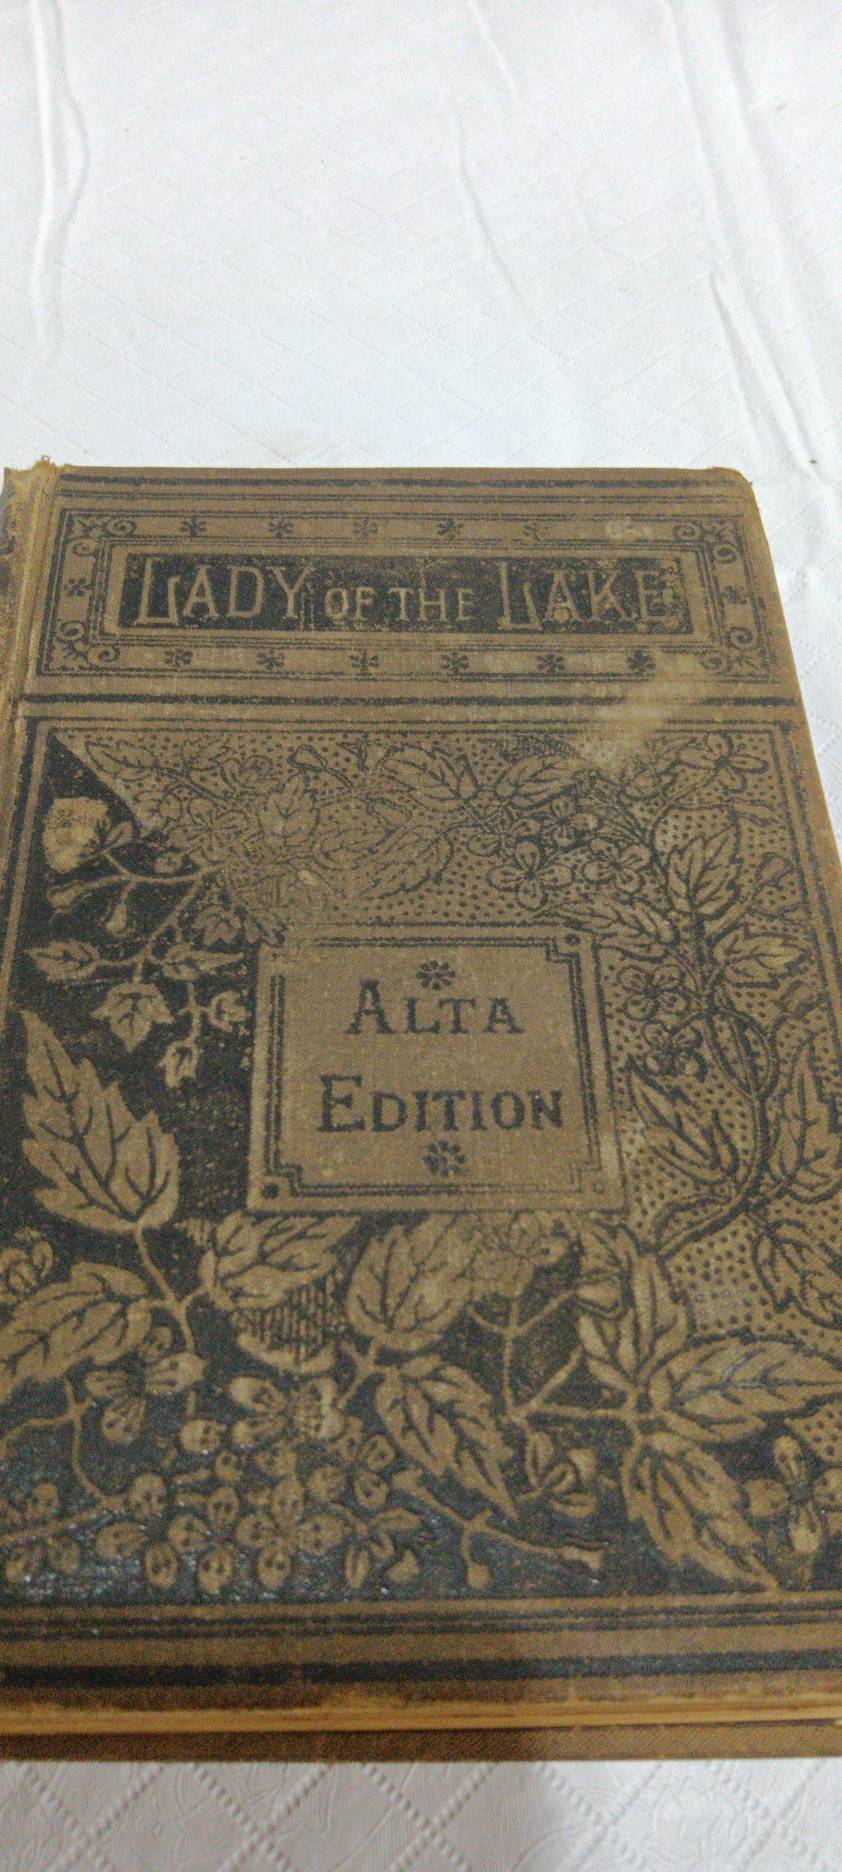 LADY OF THE LAKE
ALTA
EDITION